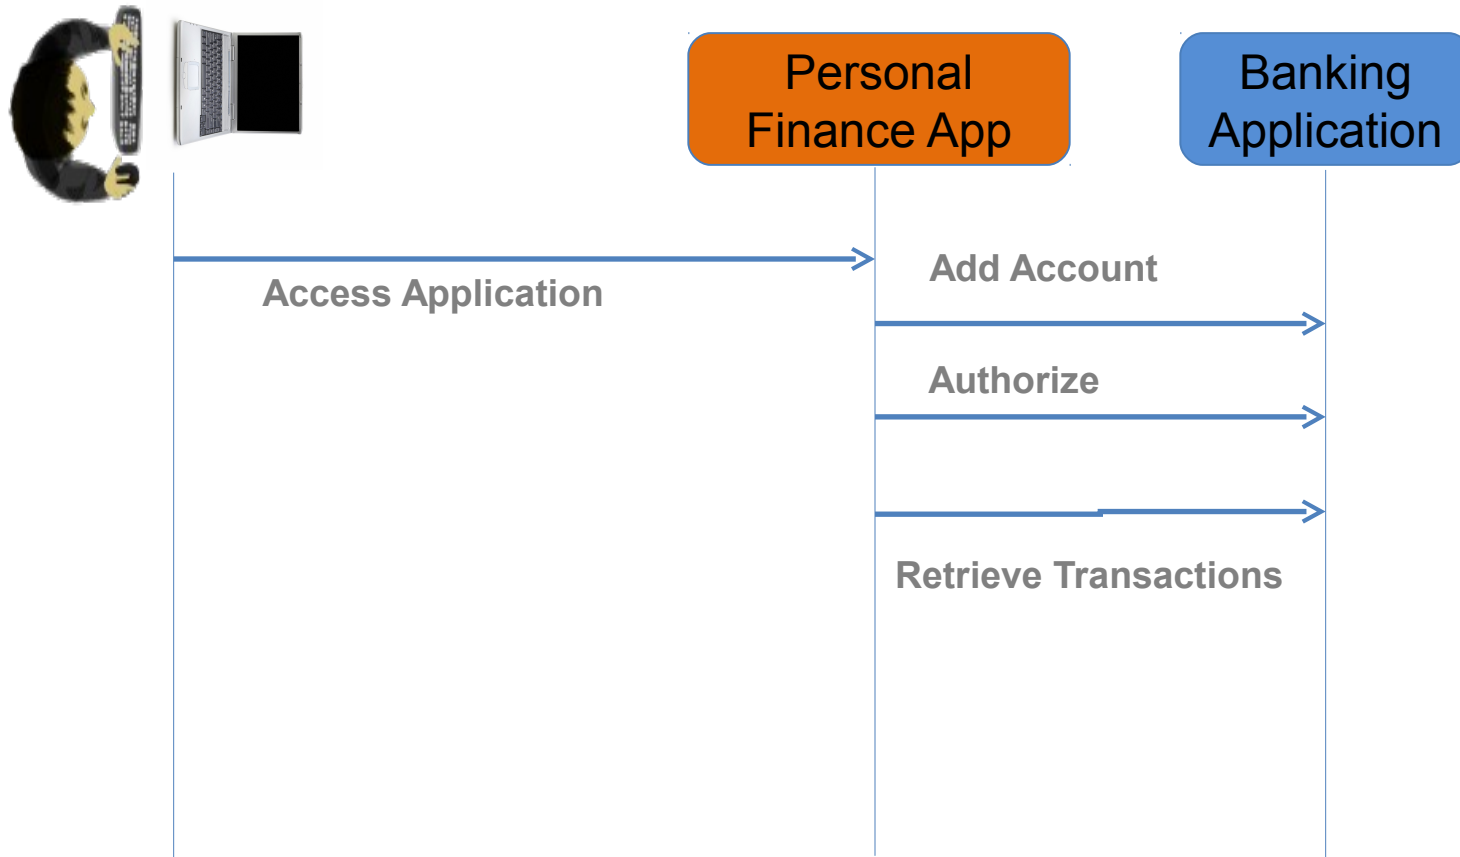 Personal
Finance App
Banking
Application
Access Application
Add Account
Authorize
Retrieve Transactions